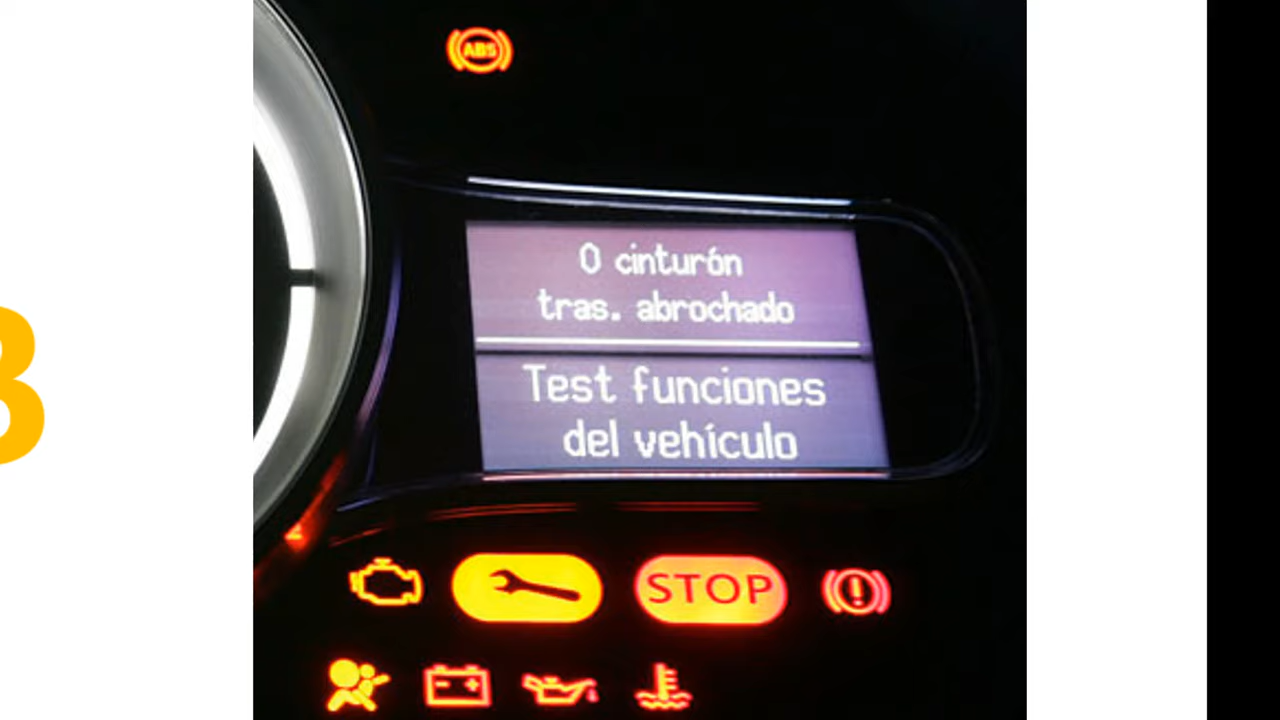 ABS
0 cinturón
tras. abrochado
Test funciones
del vehículo
STOP